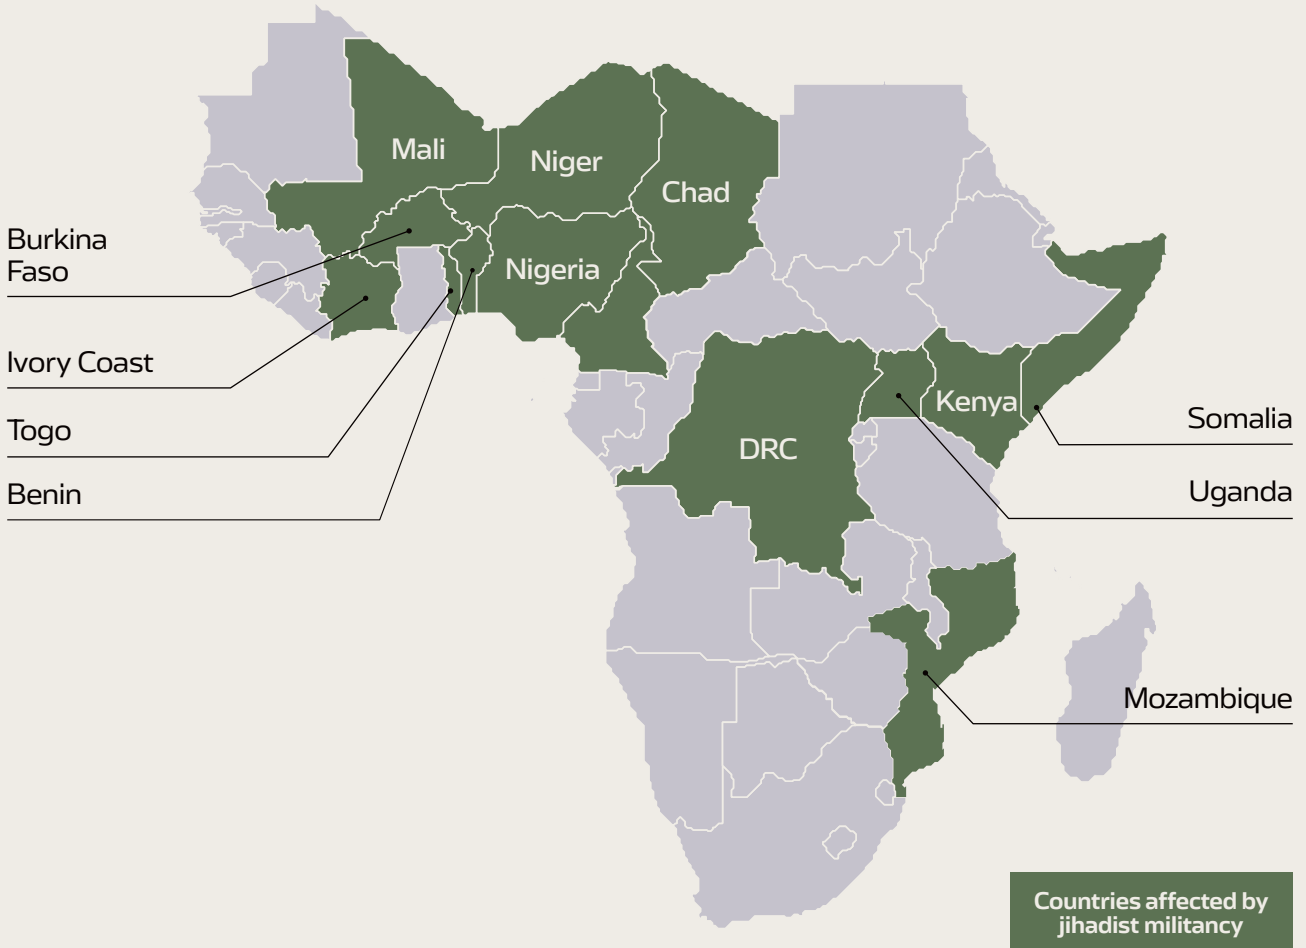 Mali
Niger
Chad
Burkina
Faso
Nigeria
Ivory Coast
Kenya
Somalia
Togo
DRC
Benin
Uganda
Mozambique
Countries affected by
jihadist militancy